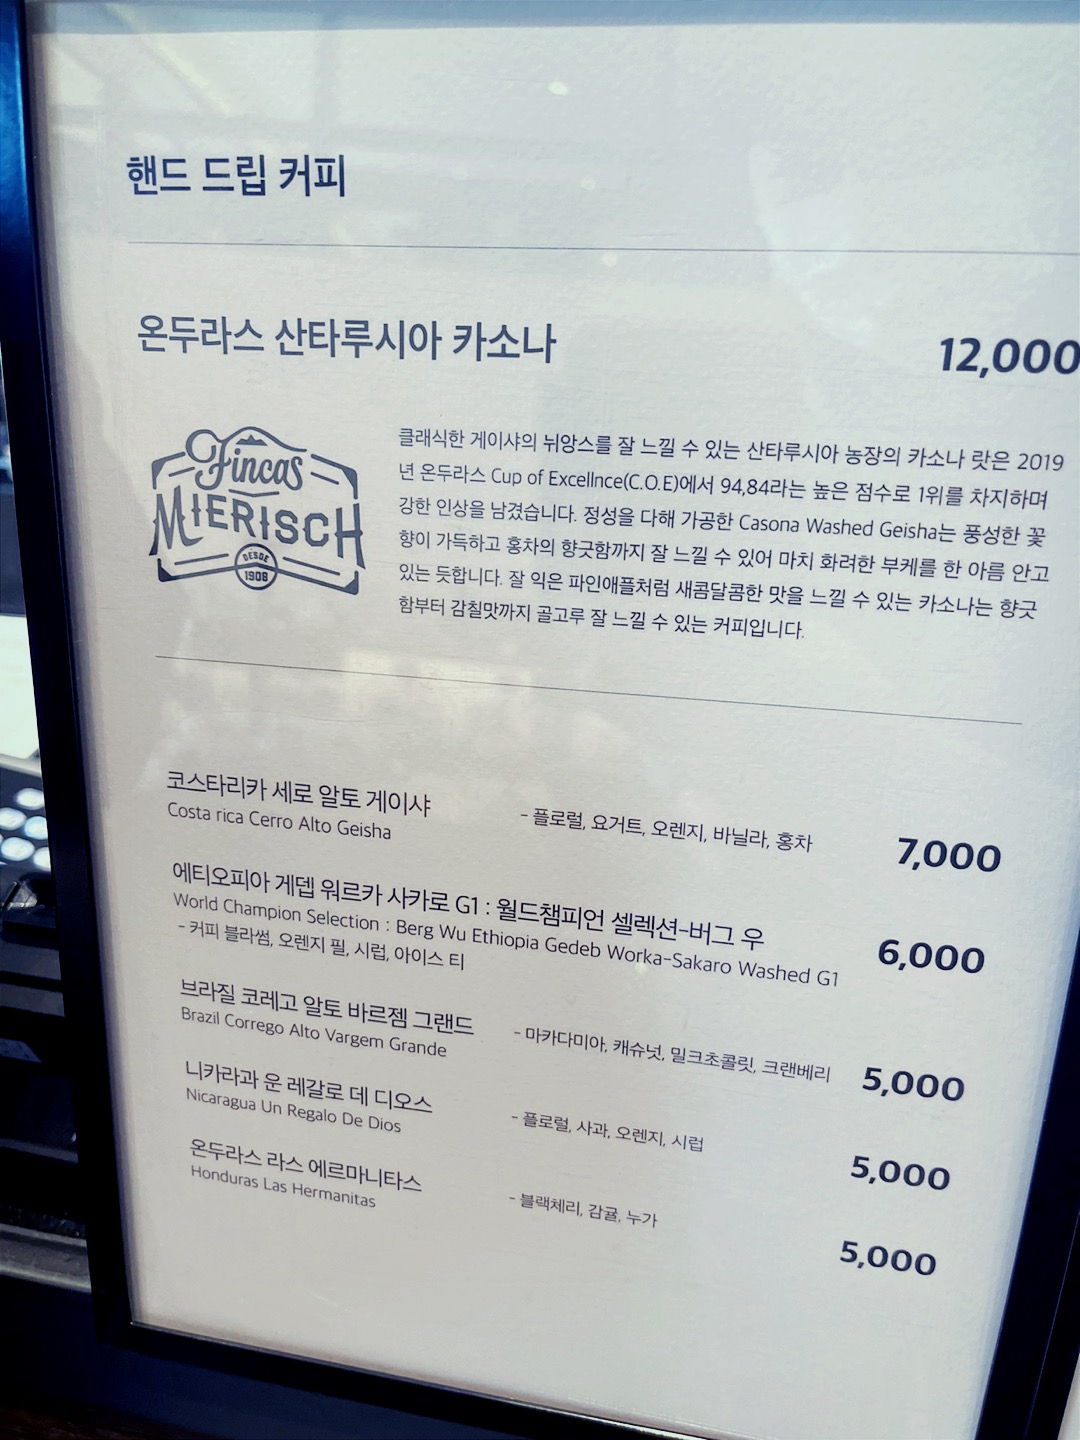 핸드 드립 커피
온두라스 산타루시아 카소나
12,000
Fincas
MIERISCH
DESDE
1908
클래식한 게이샤의 뉘앙스를 잘 느낄 수 있는 산타루시아 농장의 카소나 랏은 2019
년 온두라스 Cup of Excellnce(C.O.E)에서 94,84라는 높은 점수로 1위를 차지하며
강한 인상을 남겼습니다. 정성을 다해 가공한 Casona Washed Geisha는 풍성한 꽃
향이 가득하고 홍차의 향긋함까지 잘 느낄 수 있어 마치 화려한 부케를 한 아름 안고
있는 듯합니다. 잘 익은 파인애플처럼 새콤달콤한 맛을 느낄 수 있는 카소나는 향긋
함부터 감칠맛까지 골고루 잘 느낄 수 있는 커피입니다.
코스타리카 세로 알토 게이샤
Costa rica Cerro Alto Geisha
- 플로럴, 요거트, 오렌지, 바닐라, 홍차
7,000
에티오피아 게뎁 워르카 사카로 G1 : 월드챔피언 셀렉션-버그 우
World Champion Selection : Berg Wu Ethiopia Gedeb Worka-Sakaro Washed G1
- 커피 블라썸, 오렌지 필, 시럽, 아이스 티
6,000
브라질 코레고 알토 바르젬 그랜드
Brazil Corrego Alto Vargem Grande
- 마카다미아, 캐슈넛, 밀크초콜릿, 크랜베리
5,000
니카라과 운 레갈로 데 디오스
Nicaragua Un Regalo De Dios
- 플로럴, 사과, 오렌지, 시럽
5,000
온두라스 라스 에르마니타스
Honduras Las Hermanitas
- 블랙체리, 감귤, 누가
5,000